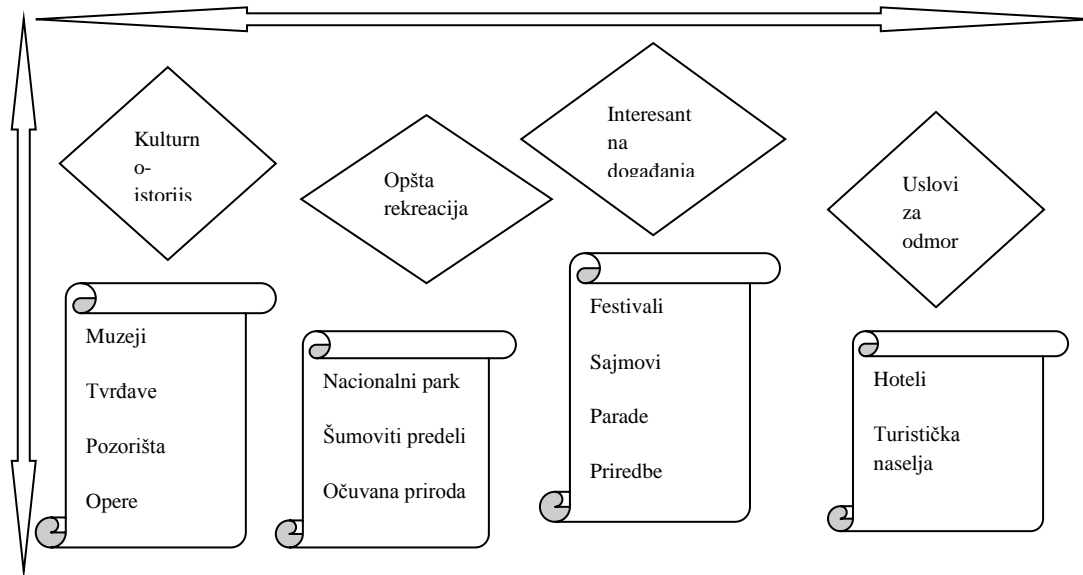 Kulturn
o-
istorijs
Opšta
rekreacija
Interesant
na
događanja
Uslovi
za
odmor
Muzeji
Tvrđave
Pozorišta
Opere
Nacionalni park
Šumoviti predeli
Očuvana priroda
Festivali
Sajmovi
Parade
Priredbe
Hoteli
Turistička
naselja